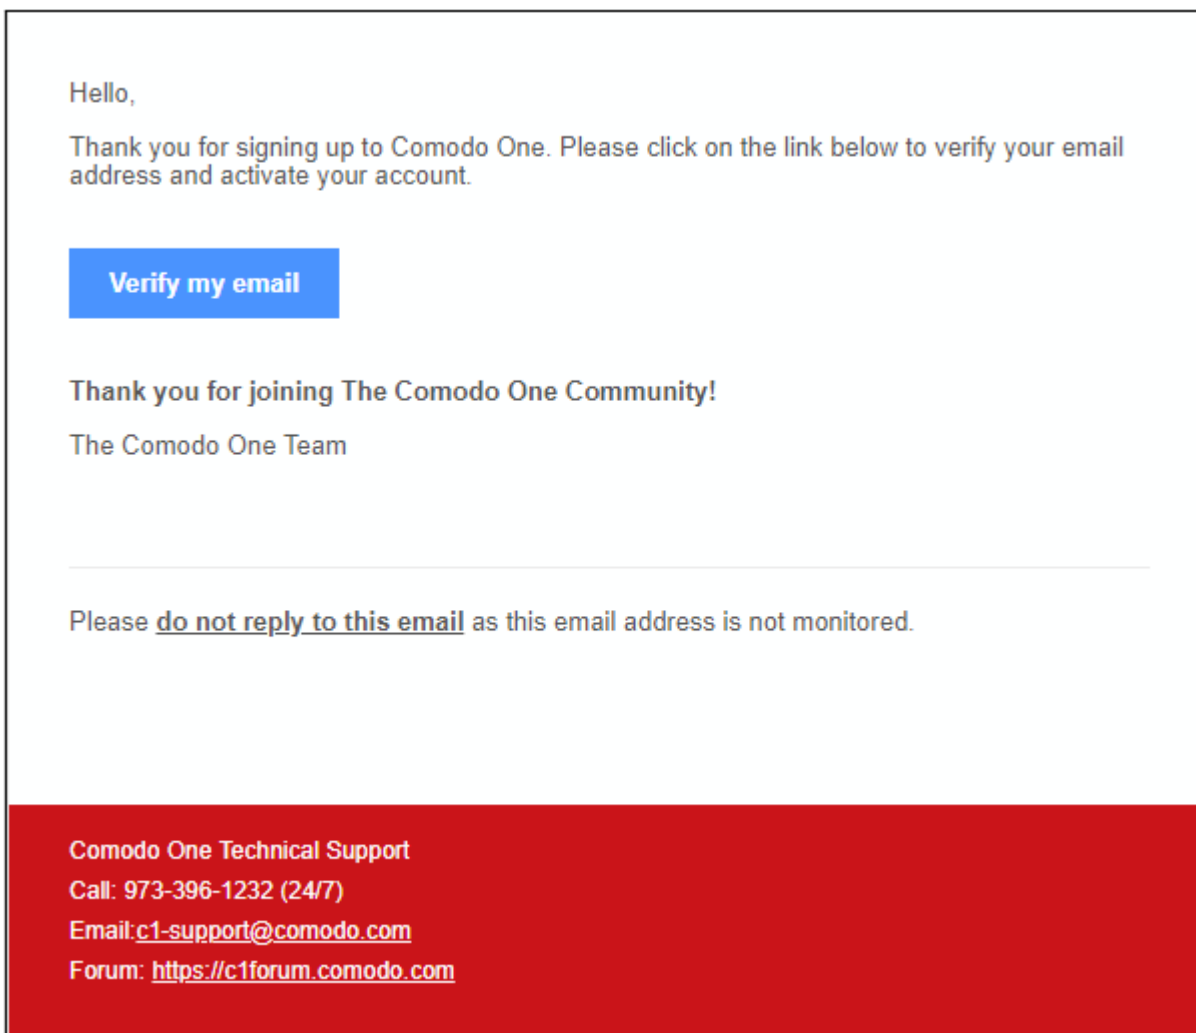 Hello,
Thank you for signing up to Comodo One. Please click on the link below to verify your email
address and activate your account.
Verify my email
Thank you for joining The Comodo One Community!
The Comodo One Team
Please do not reply to this email as this email address is not monitored.
Comodo One Technical Support
Call: 973-396-1232 (24/7)
Email:c1-support@comodo.com
Forum: https://c1forum.comodo.com